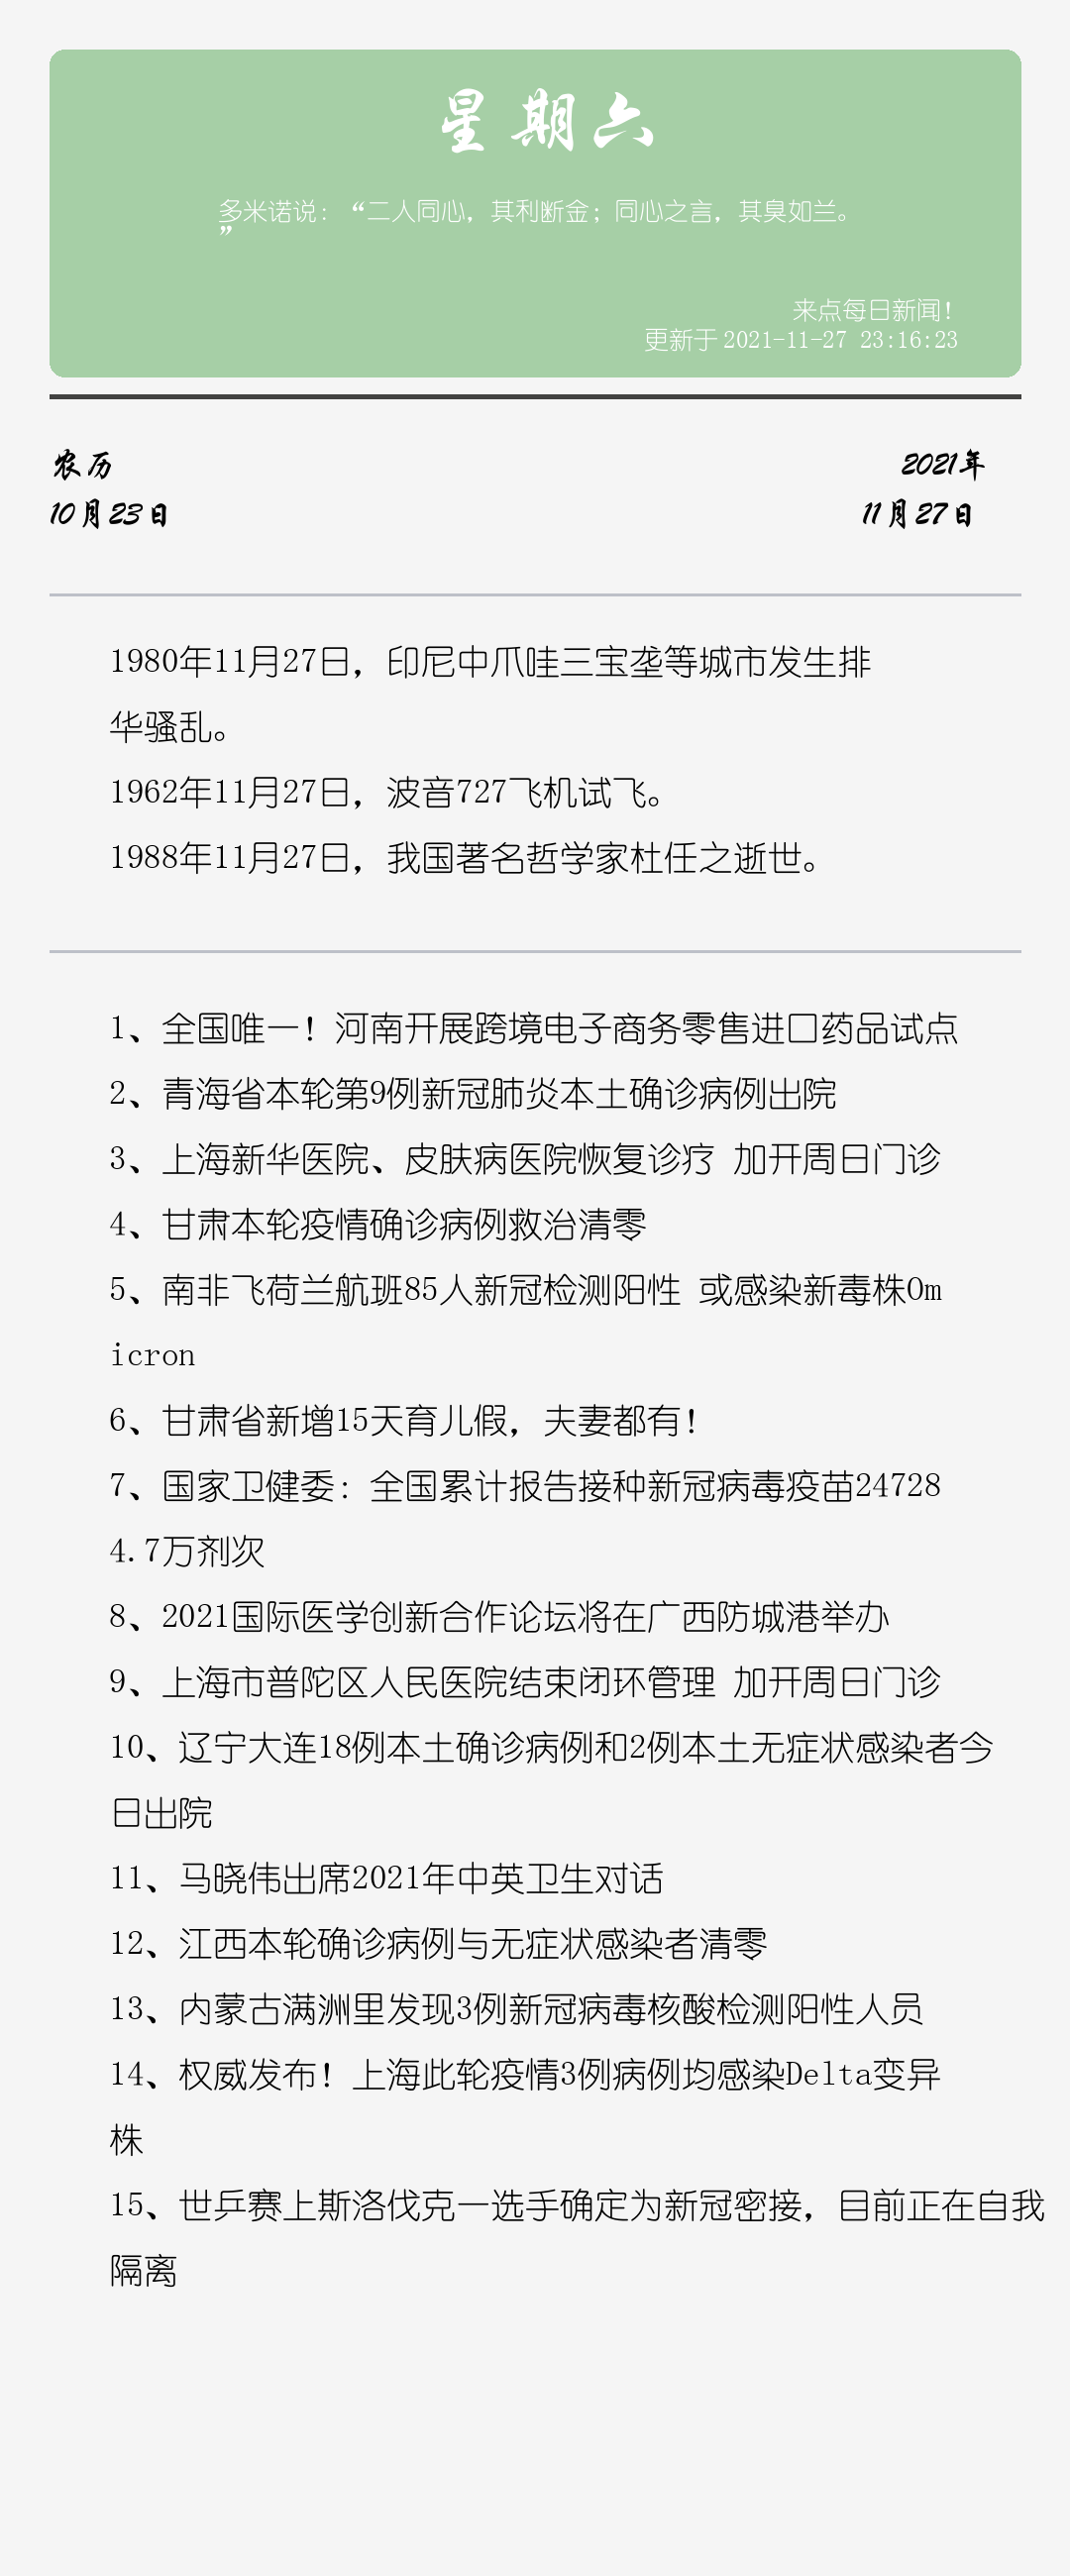 星期六
多米诺说：“二人同心，其利断金；同心之言，其臭如兰。
”
来点每日新闻！
更新于2021-11-27 23:16:23
农历
10月23日
2021年
11月27日
1980年11月27日，印尼中爪哇三宝垄等城市发生排
华骚乱。
1962年11月27日，波音727飞机试飞。
1988年11月27日，我国著名哲学家杜任之逝世。
1、全国唯一！河南开展跨境电子商务零售进口药品试点
2、青海省本轮第9例新冠肺炎本土确诊病例出院
3、上海新华医院、皮肤病医院恢复诊疗 加开周日门诊
4、甘肃本轮疫情确诊病例救治清零
5、南非飞荷兰航班85人新冠检测阳性 或感染新毒株Om
icron
6、甘肃省新增15天育儿假，夫妻都有！
7、国家卫健委：全国累计报告接种新冠病毒疫苗24728
4.7万剂次
8、2021国际医学创新合作论坛将在广西防城港举办
9、上海市普陀区人民医院结束闭环管理 加开周日门诊
10、辽宁大连18例本土确诊病例和2例本土无症状感染者今
日出院
11、马晓伟出席2021年中英卫生对话
12、江西本轮确诊病例与无症状感染者清零
13、内蒙古满洲里发现3例新冠病毒核酸检测阳性人员
14、权威发布！上海此轮疫情3例病例均感染Delta变异
株
15、世乒赛上斯洛伐克一选手确定为新冠密接，目前正在自我
隔离